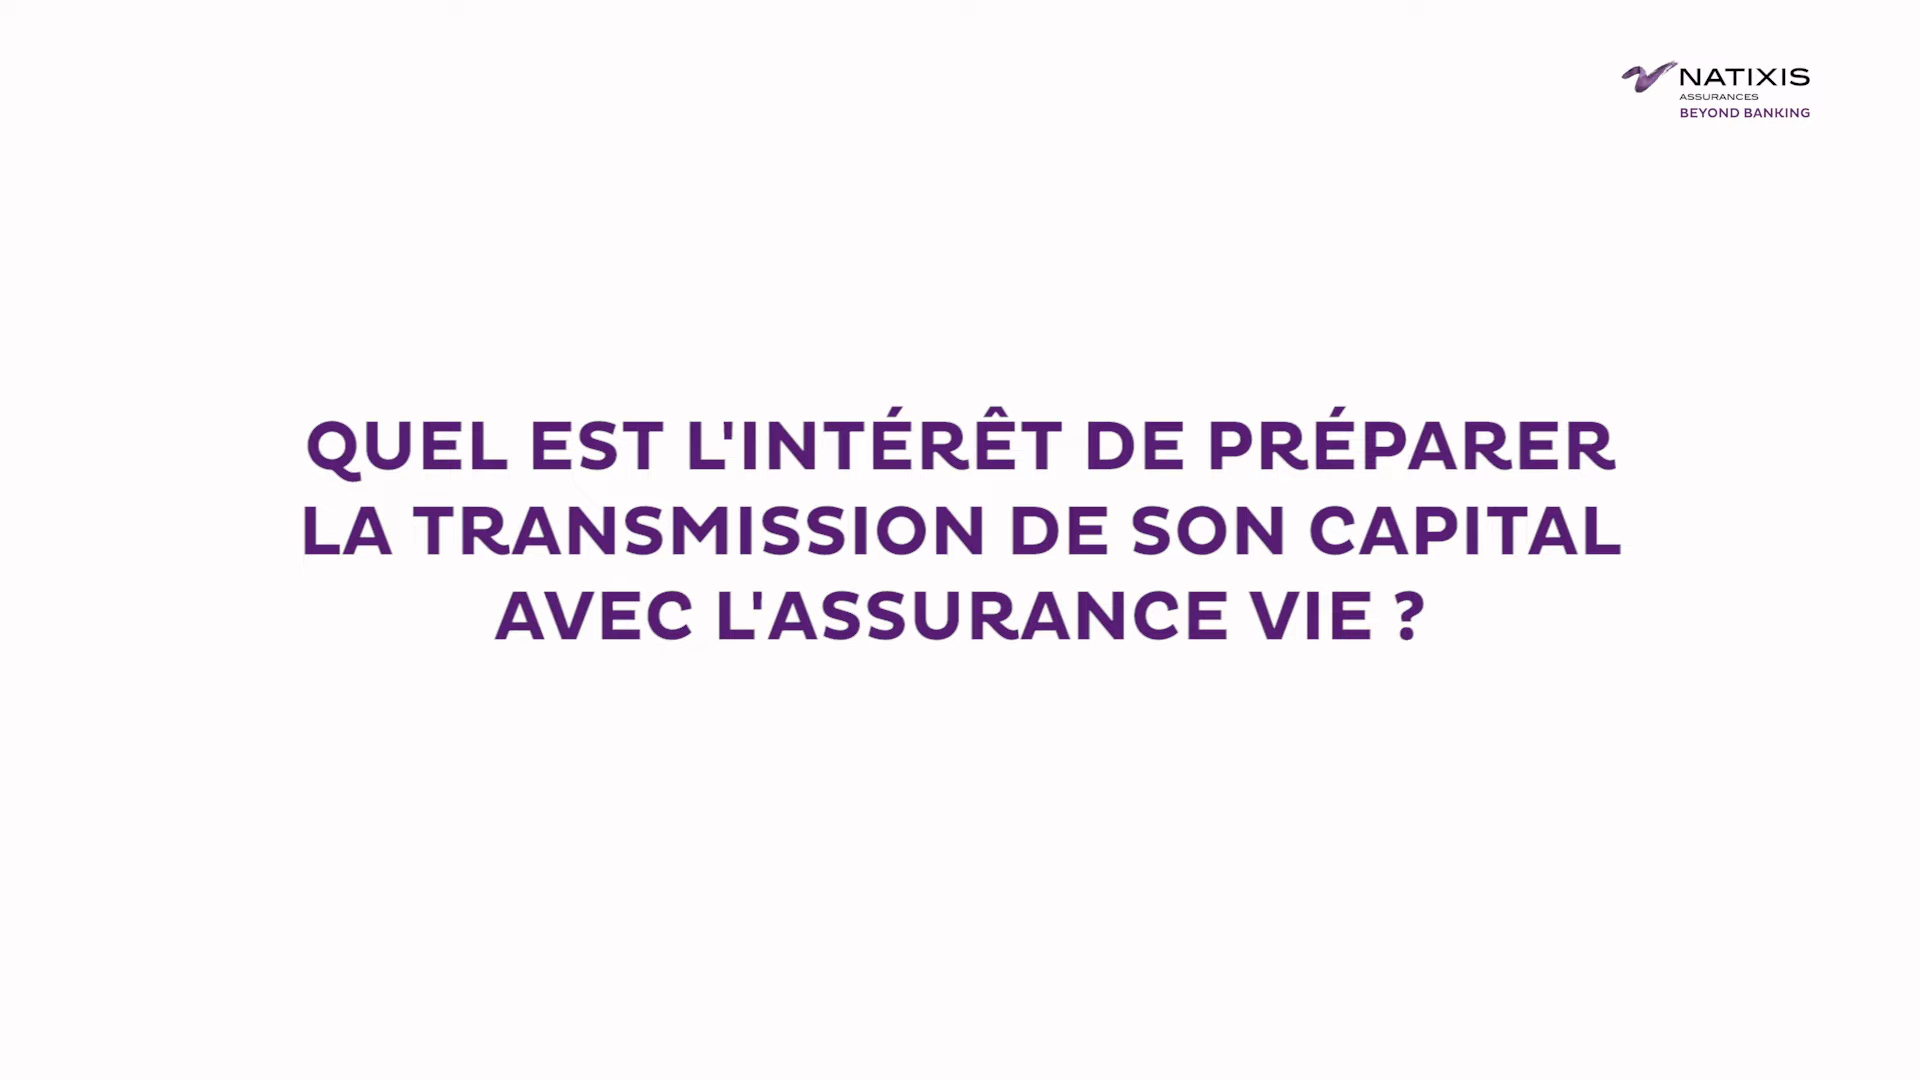 NATIXIS
ASSURANCES
BEYOND BANKING
QUEL EST L'INTÉRÊT DE PRÉPARER
LA TRANSMISSION DE SON CAPITAL
AVEC L'ASSURANCE VIE ?